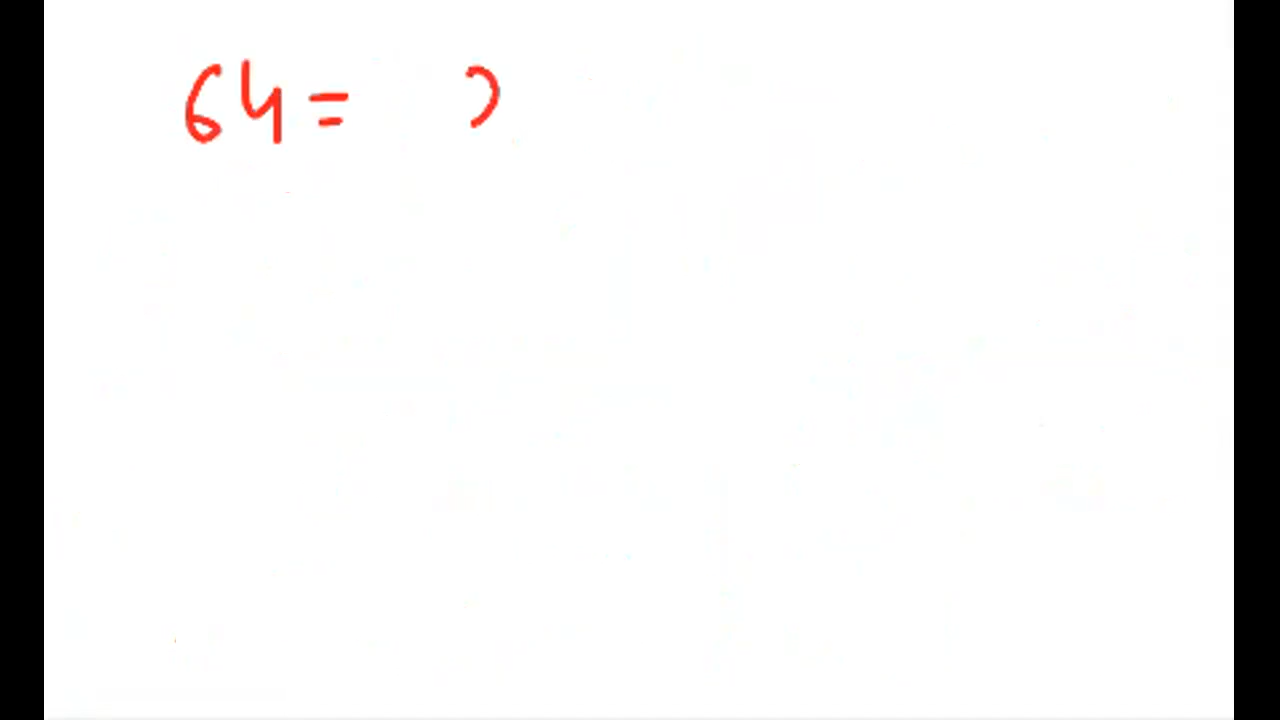 64 = )